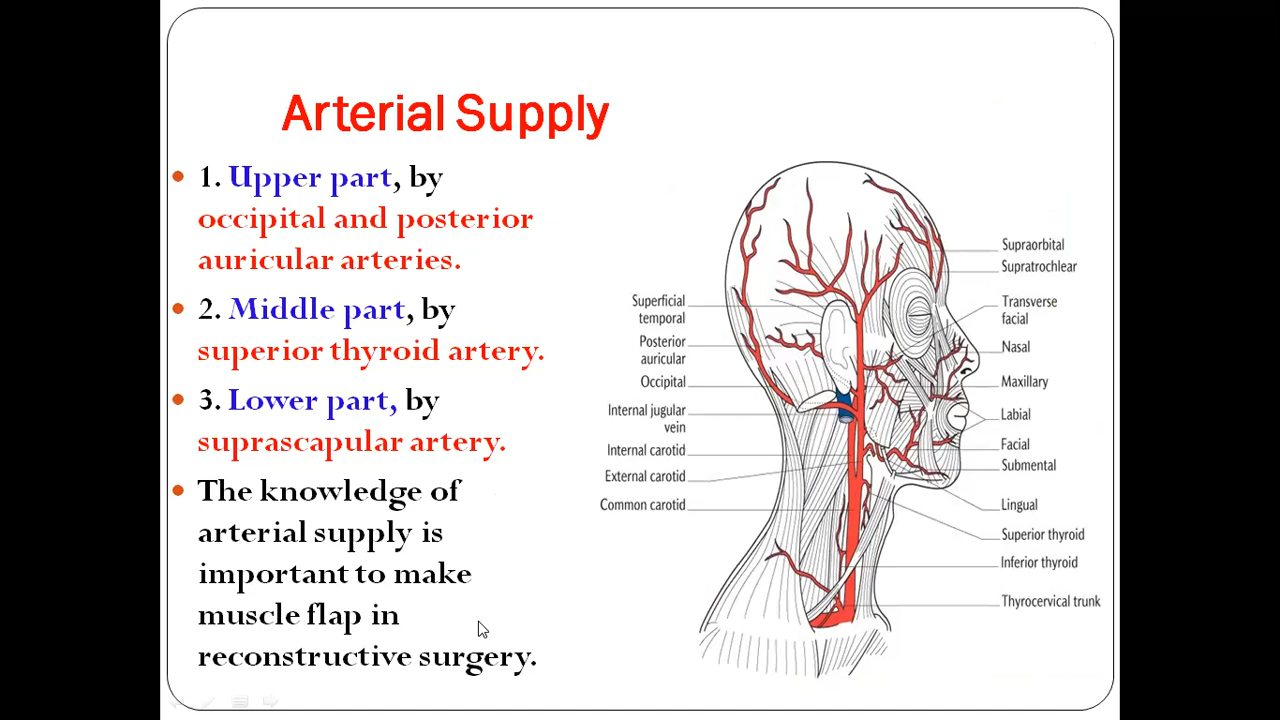 Arterial Supply
1. Upper part, by
occipital and posterior
auricular arteries.
2. Middle part, by
superior thyroid artery.
3. Lower part, by
suprascapular artery.
The knowledge of
arterial supply is
important to make
muscle flap in
reconstructive surgery.
Superficial
temporal
Posterior
auricular
Occipital
Internal jugular
vein
Internal carotid
External carotid
Common carotid
Supraorbital
Supratrochlear
Transverse
facial
Nasal
Maxillary
Labial
Facial
Submental
Lingual
Superior thyroid
Inferior thyroid
Thyrocervical trunk